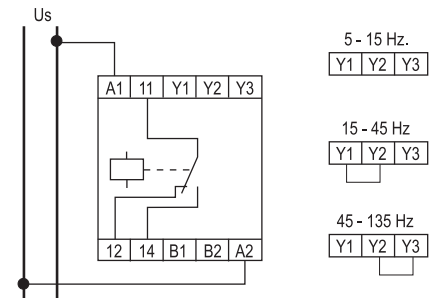 Us
5 - 15 Hz.
Y1 Y2 Y3
A1 11 Y1 Y2 Y3
15 - 45 Hz
Y1 Y2 Y3
45 - 135 Hz
Y1 Y2 Y3
12 14 B1 B2 A2